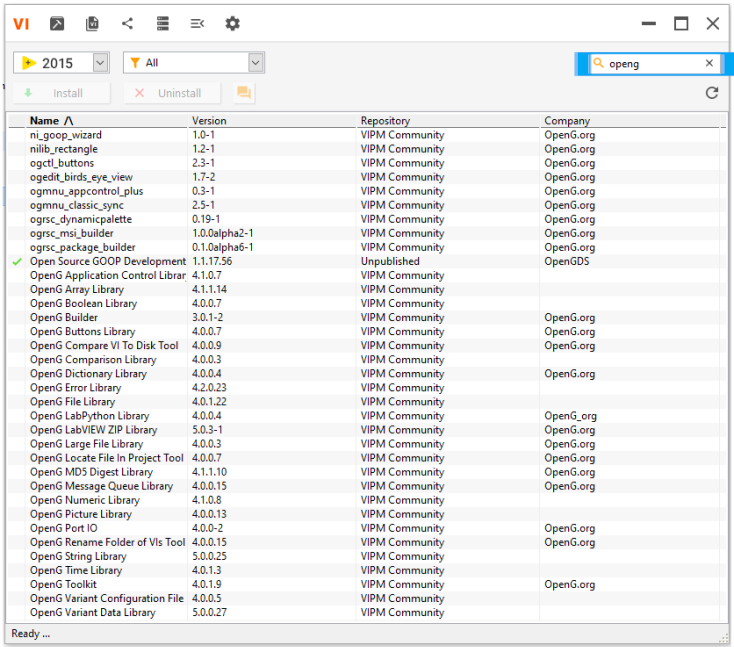 VI
2015 All openg
Install Uninstall
Name /\ Version Repository Company
ni_goop_wizard 1.0-1 VIPM Community OpenG.org
nilib_rectangle 1.2-1 VIPM Community OpenG.org
ogctl_buttons 2.3-1 VIPM Community OpenG.org
ogedit_birds_eye_view 1.7-2 VIPM Community OpenG.org
ogmnu_appcontrol_plus 0.3-1 VIPM Community OpenG.org
ogmnu_classic_sync 2.5-1 VIPM Community OpenG.org
ogrsc_dynamicpalette 0.19-1 VIPM Community OpenG.org
ogrsc_msi_builder 1.0.0alpha2-1 VIPM Community OpenG.org
ogrsc_package_builder 0.1.0alpha6-1 VIPM Community OpenG.org
Open Source GOOP Development 1.1.17.56 Unpublished OpenGDS
OpenG Application Control Librar 4.1.0.7 VIPM Community
OpenG Array Library 4.1.1.14 VIPM Community
OpenG Boolean Library 4.0.0.7 VIPM Community
OpenG Builder 3.0.1-2 VIPM Community OpenG.org
OpenG Buttons Library 4.0.0.7 VIPM Community OpenG.org
OpenG Compare VI To Disk Tool 4.0.0.9 VIPM Community OpenG.org
OpenG Comparison Library 4.0.0.3 VIPM Community
OpenG Dictionary Library 4.0.0.4 VIPM Community OpenG.org
OpenG Error Library 4.2.0.23 VIPM Community
OpenG File Library 4.0.1.22 VIPM Community
OpenG LabPython Library 4.0.0.4 VIPM Community OpenG_org
OpenG LabVIEW ZIP Library 5.0.3-1 VIPM Community OpenG.org
OpenG Large File Library 4.0.0.3 VIPM Community OpenG.org
OpenG Locate File In Project Tool 4.0.0.7 VIPM Community OpenG.org
OpenG MD5 Digest Library 4.1.1.10 VIPM Community OpenG.org
OpenG Message Queue Library 4.0.0.15 VIPM Community OpenG.org
OpenG Numeric Library 4.1.0.8 VIPM Community
OpenG Picture Library 4.0.0.13 VIPM Community
OpenG Port IO 4.0.0-2 VIPM Community OpenG.org
OpenG Rename Folder of VIs Tool 4.0.0.15 VIPM Community OpenG.org
OpenG String Library 5.0.0.25 VIPM Community
OpenG Time Library 4.0.1.3 VIPM Community
OpenG Toolkit 4.0.1.9 VIPM Community OpenG.org
OpenG Variant Configuration File 4.0.0.5 VIPM Community
OpenG Variant Data Library 5.0.0.27 VIPM Community
Ready ...